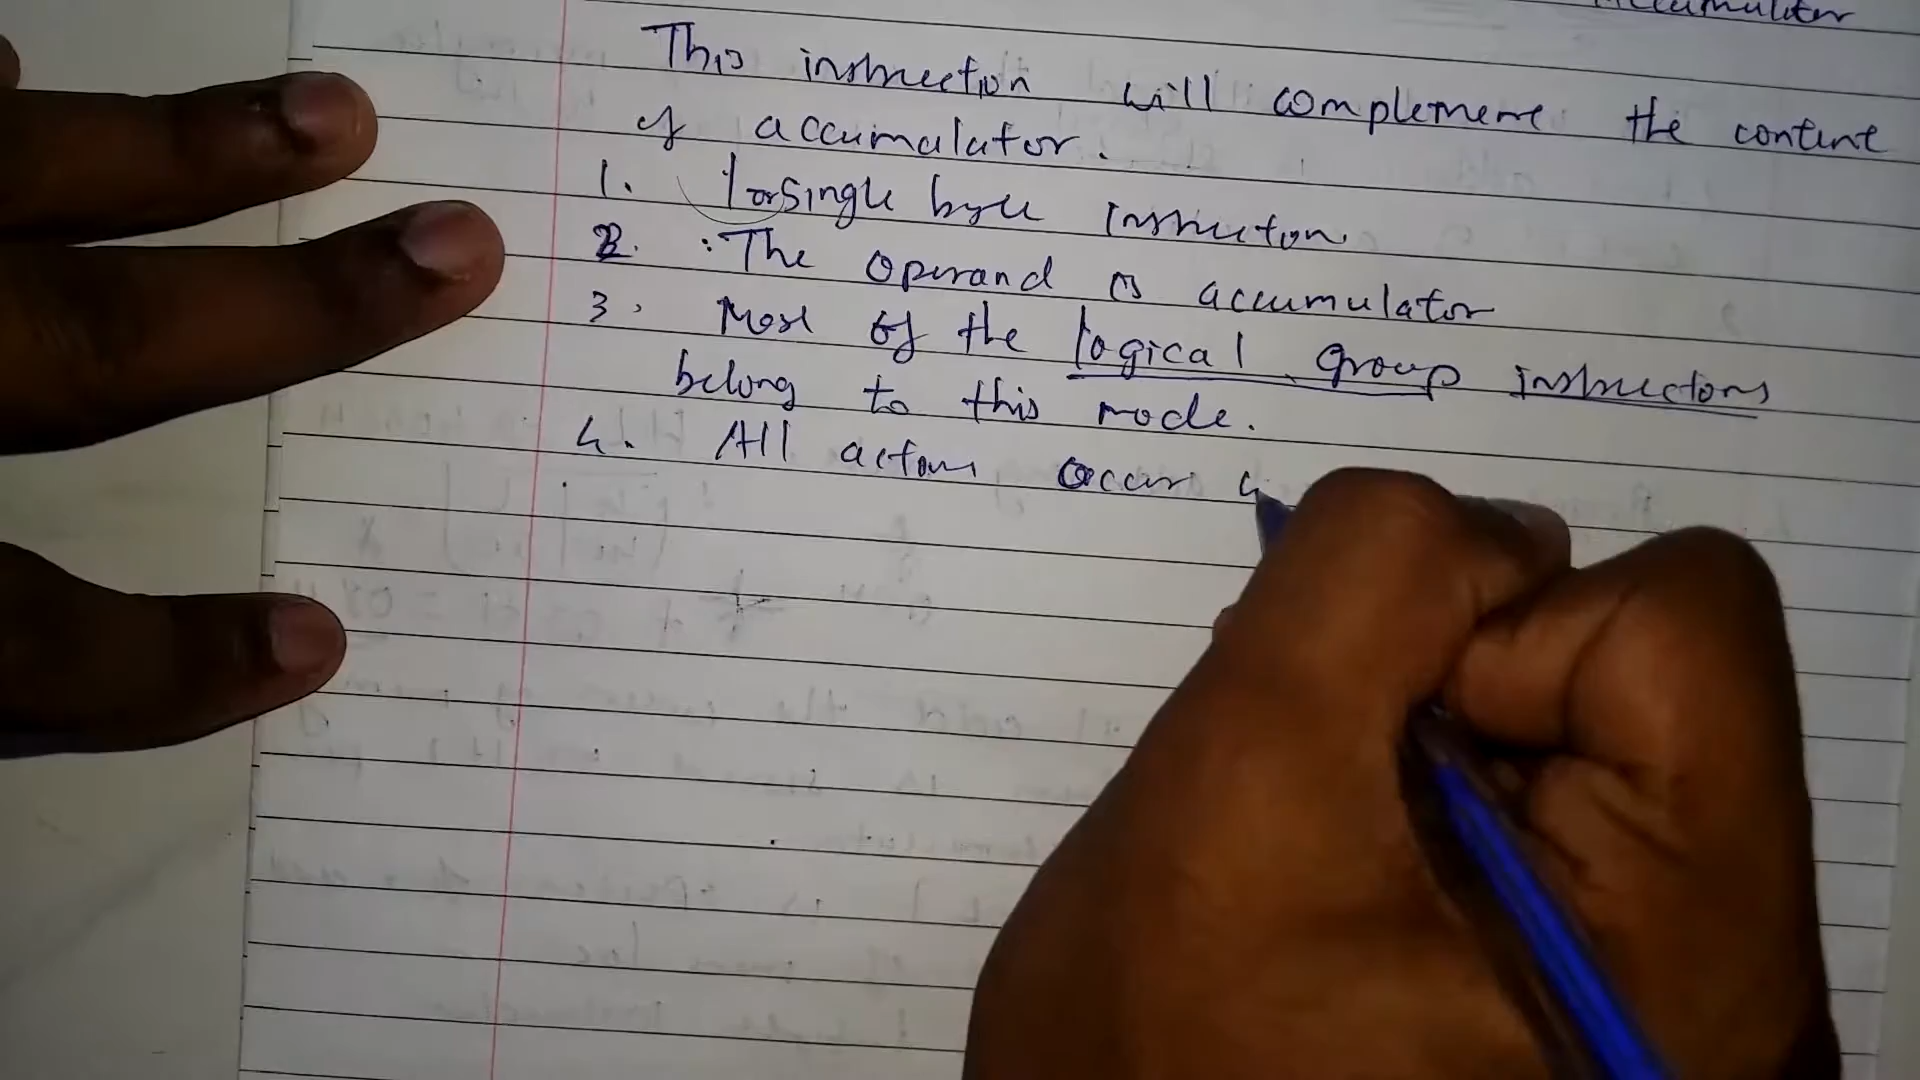 Accumulator
This instruction will complement the content
of accumalator.
1. 1 or single byte instruction.
2. : The operand is accumulator
3. Most of the logical group instructions
belong to this mode.
4. All actions occur